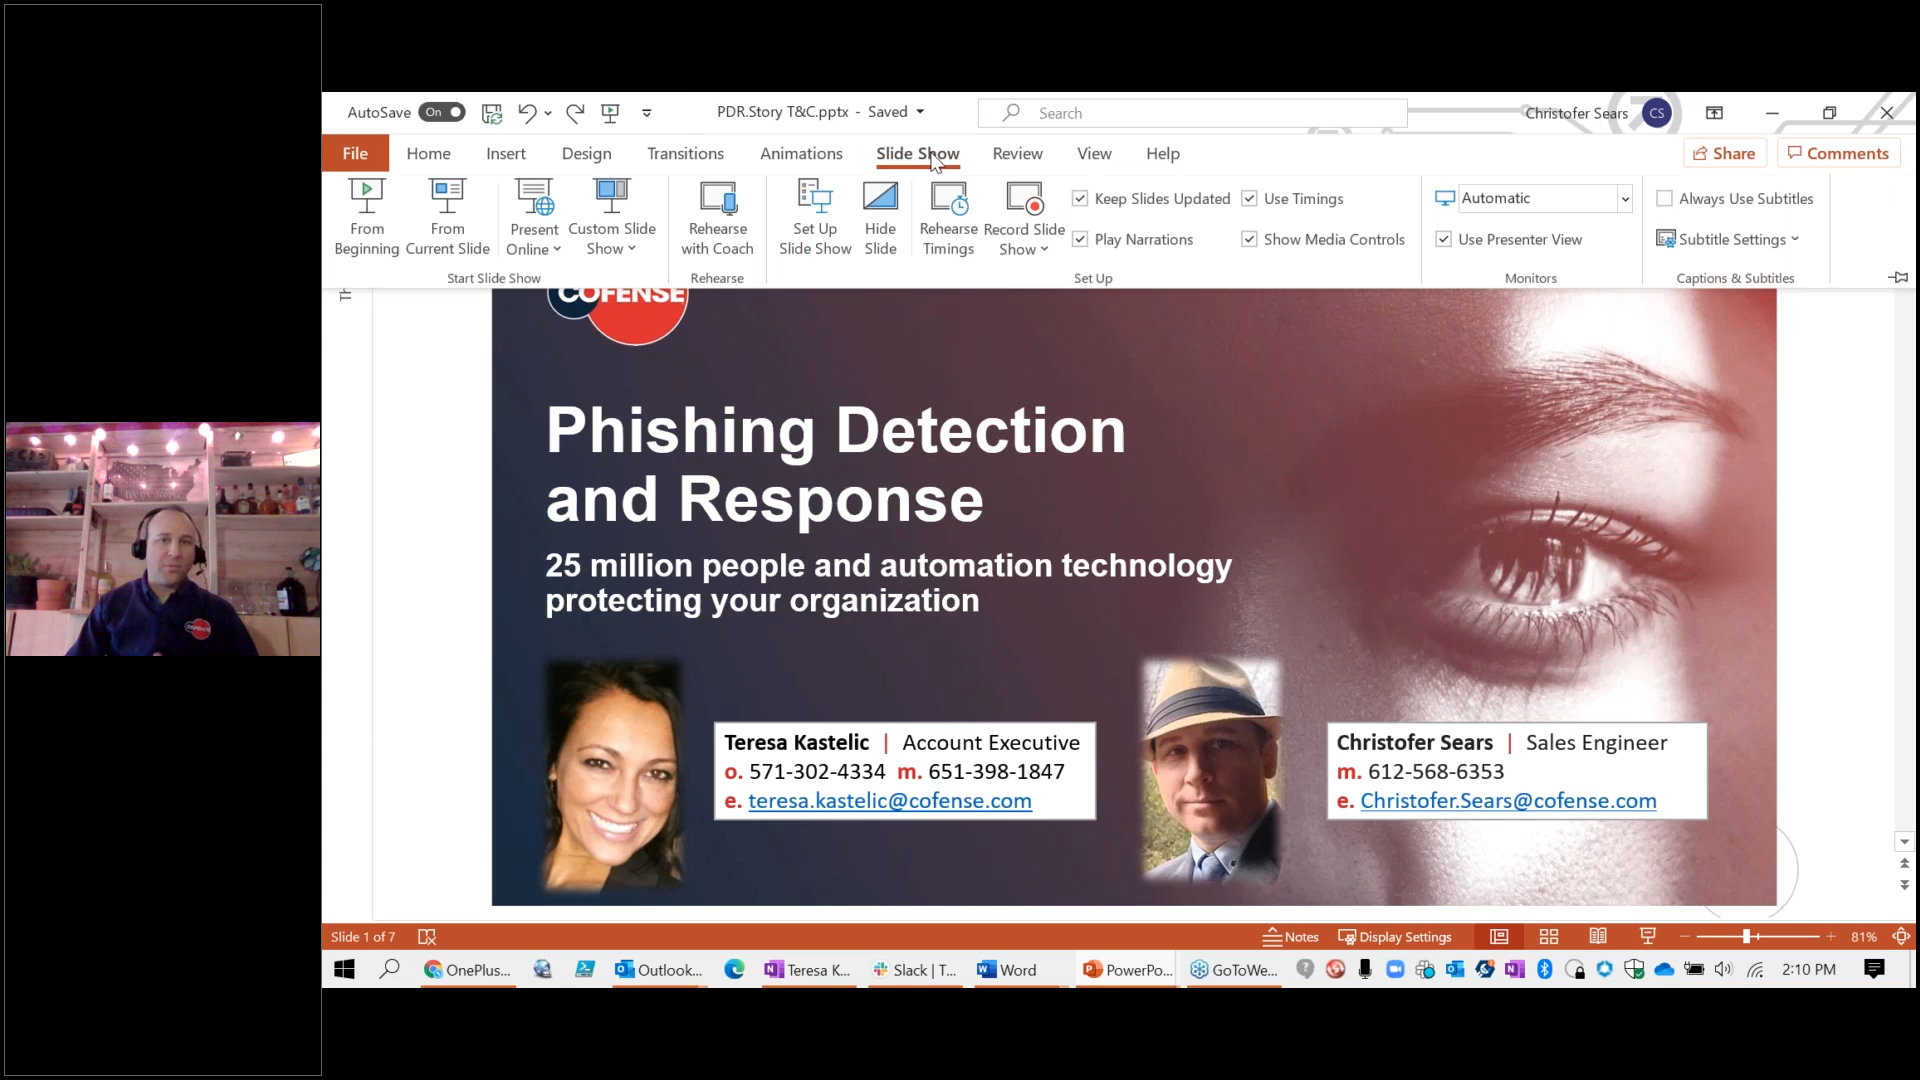 AutoSave On
PDR.Story T&C.pptx - Saved
Search
Christofer Sears CS
File Home Insert Design Transitions Animations Slide Show Review View Help
Share Comments
From Beginning
From Current Slide
Present Online
Custom Slide Show
Start Slide Show
Rehearse with Coach
Rehearse
Set Up Slide Show
Hide Slide
Rehearse Timings
Record Slide Show
Keep Slides Updated
Use Timings
Play Narrations
Show Media Controls
Set Up
Automatic
Use Presenter View
Monitors
Always Use Subtitles
Subtitle Settings
Captions & Subtitles
COFENSE
Phishing Detection
and Response
25 million people and automation technology
protecting your organization
Teresa Kastelic | Account Executive
o. 571-302-4334 m. 651-398-1847
e. teresa.kastelic@cofense.com
Christofer Sears | Sales Engineer
m. 612-568-6353
e. Christofer.Sears@cofense.com
Slide 1 of 7
Notes Display Settings 81%
OnePlus... Outlook... Teresa K... Slack | T... Word PowerPo... GoToWe... 2:10 PM